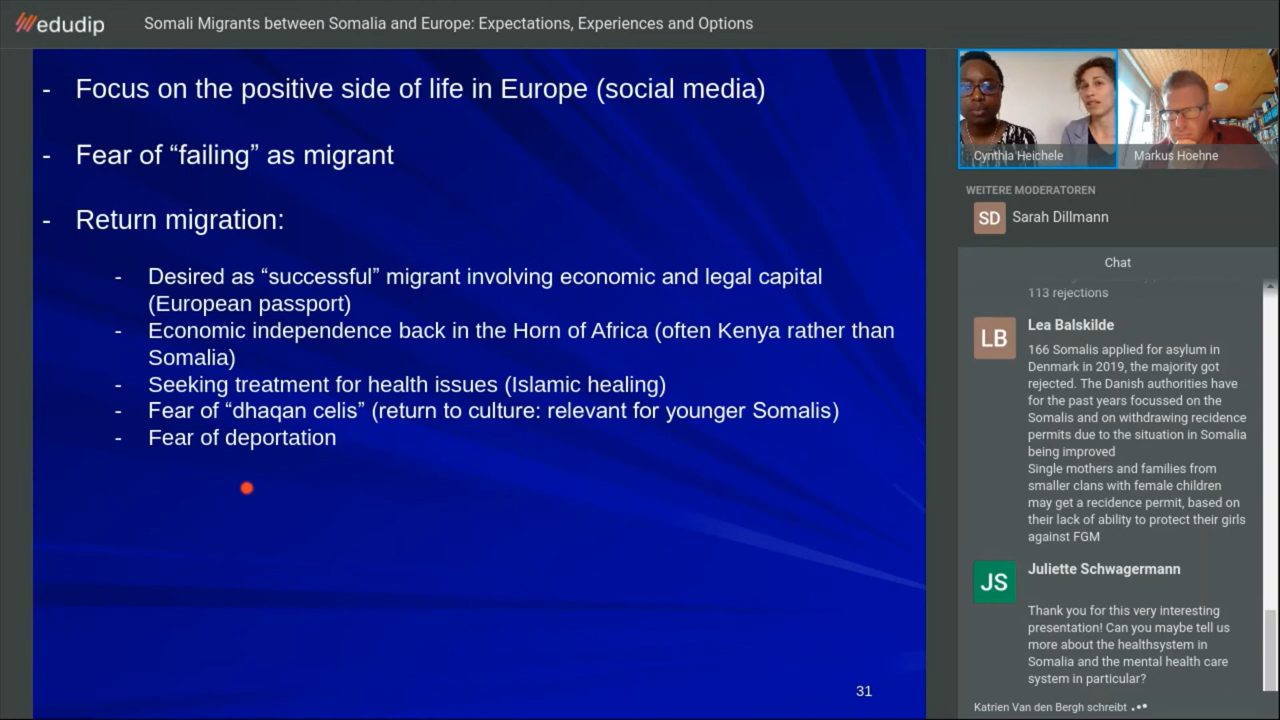 edudip
Somali Migrants between Somalia and Europe: Expectations, Experiences and Options
- Focus on the positive side of life in Europe (social media)
- Fear of “failing” as migrant
- Return migration:
- Desired as “successful” migrant involving economic and legal capital
(European passport)
- Economic independence back in the Horn of Africa (often Kenya rather than
Somalia)
- Seeking treatment for health issues (Islamic healing)
- Fear of “dhaqan celis” (return to culture: relevant for younger Somalis)
- Fear of deportation
31
Cynthia Heichele
Markus Hoehne
WEITERE MODERATOREN
SD
Sarah Dillmann
Chat
113 rejections
LB
Lea Balskilde
166 Somalis applied for asylum in
Denmark in 2019, the majority got
rejected. The Danish authorities have
for the past years focussed on the
Somalis and on withdrawing recidence
permits due to the situation in Somalia
being improved
Single mothers and families from
smaller clans with female children
may get a recidence permit, based on
their lack of ability to protect their girls
against FGM
JS
Juliette Schwagermann
Thank you for this very interesting
presentation! Can you maybe tell us
more about the healthsystem in
Somalia and the mental health care
system in particular?
Katrien Van den Bergh schreibt